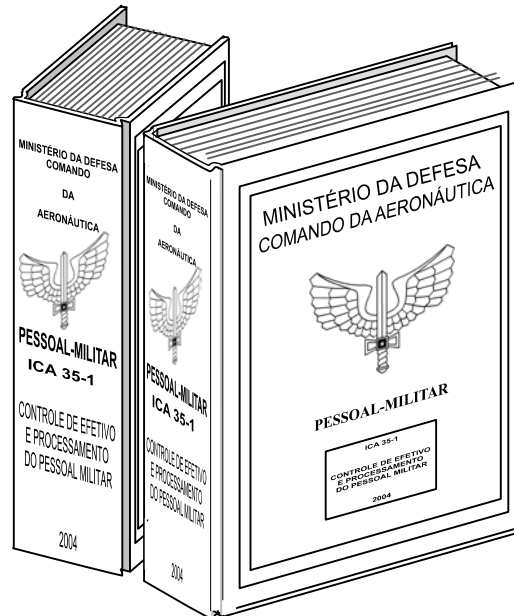 MINISTÉRIO DA DEFESA
COMANDO
DA
AERONÁUTICA
PESSOAL-MILITAR
ICA 35-1
CONTROLE DE EFETIVO
E PROCESSAMENTO
DO PESSOAL MILITAR
2004
MINISTÉRIO DA DEFESA
COMANDO
DA
AERONÁUTICA
PESSOAL-MILITAR
ICA 35-1
CONTROLE DE EFETIVO
E PROCESSAMENTO
DO PESSOAL MILITAR
2004
MINISTÉRIO DA DEFESA
COMANDO DA AERONÁUTICA
PESSOAL-MILITAR
ICA 35-1
CONTROLE DE EFETIVO
E PROCESSAMENTO
DO PESSOAL MILITAR
2004